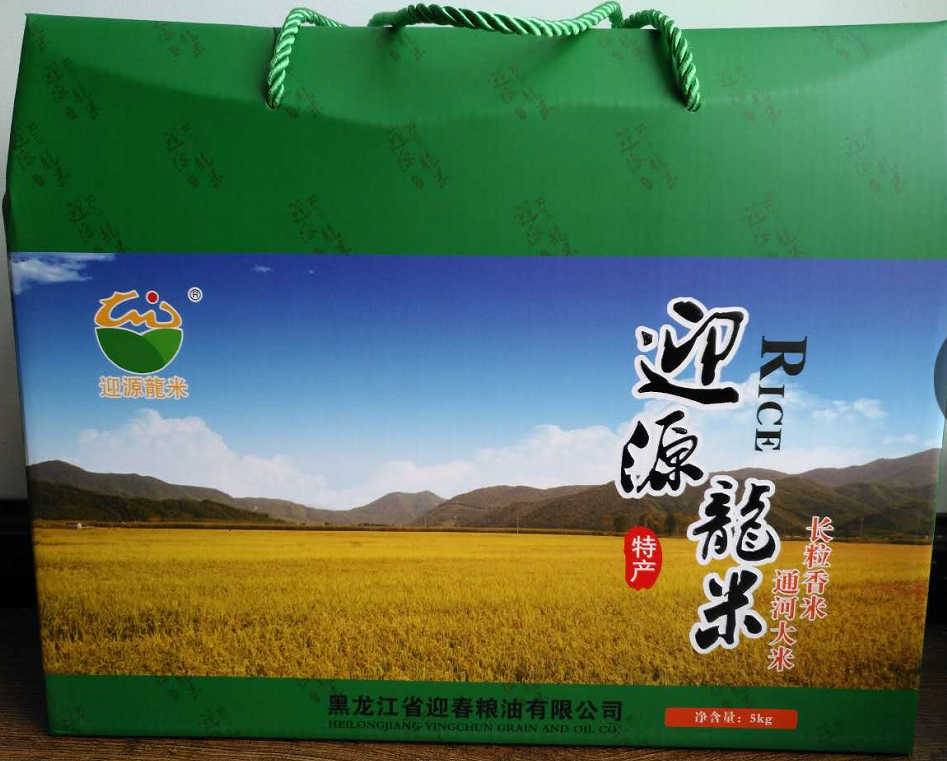 ®
迎源龍米
迎源
龍米
RICE
特产
长粒香米
通河大米
黑龙江省迎春粮油有限公司
HEILONGJIANG YINGCHUN GRAIN AND OIL CO.
净含量：5kg